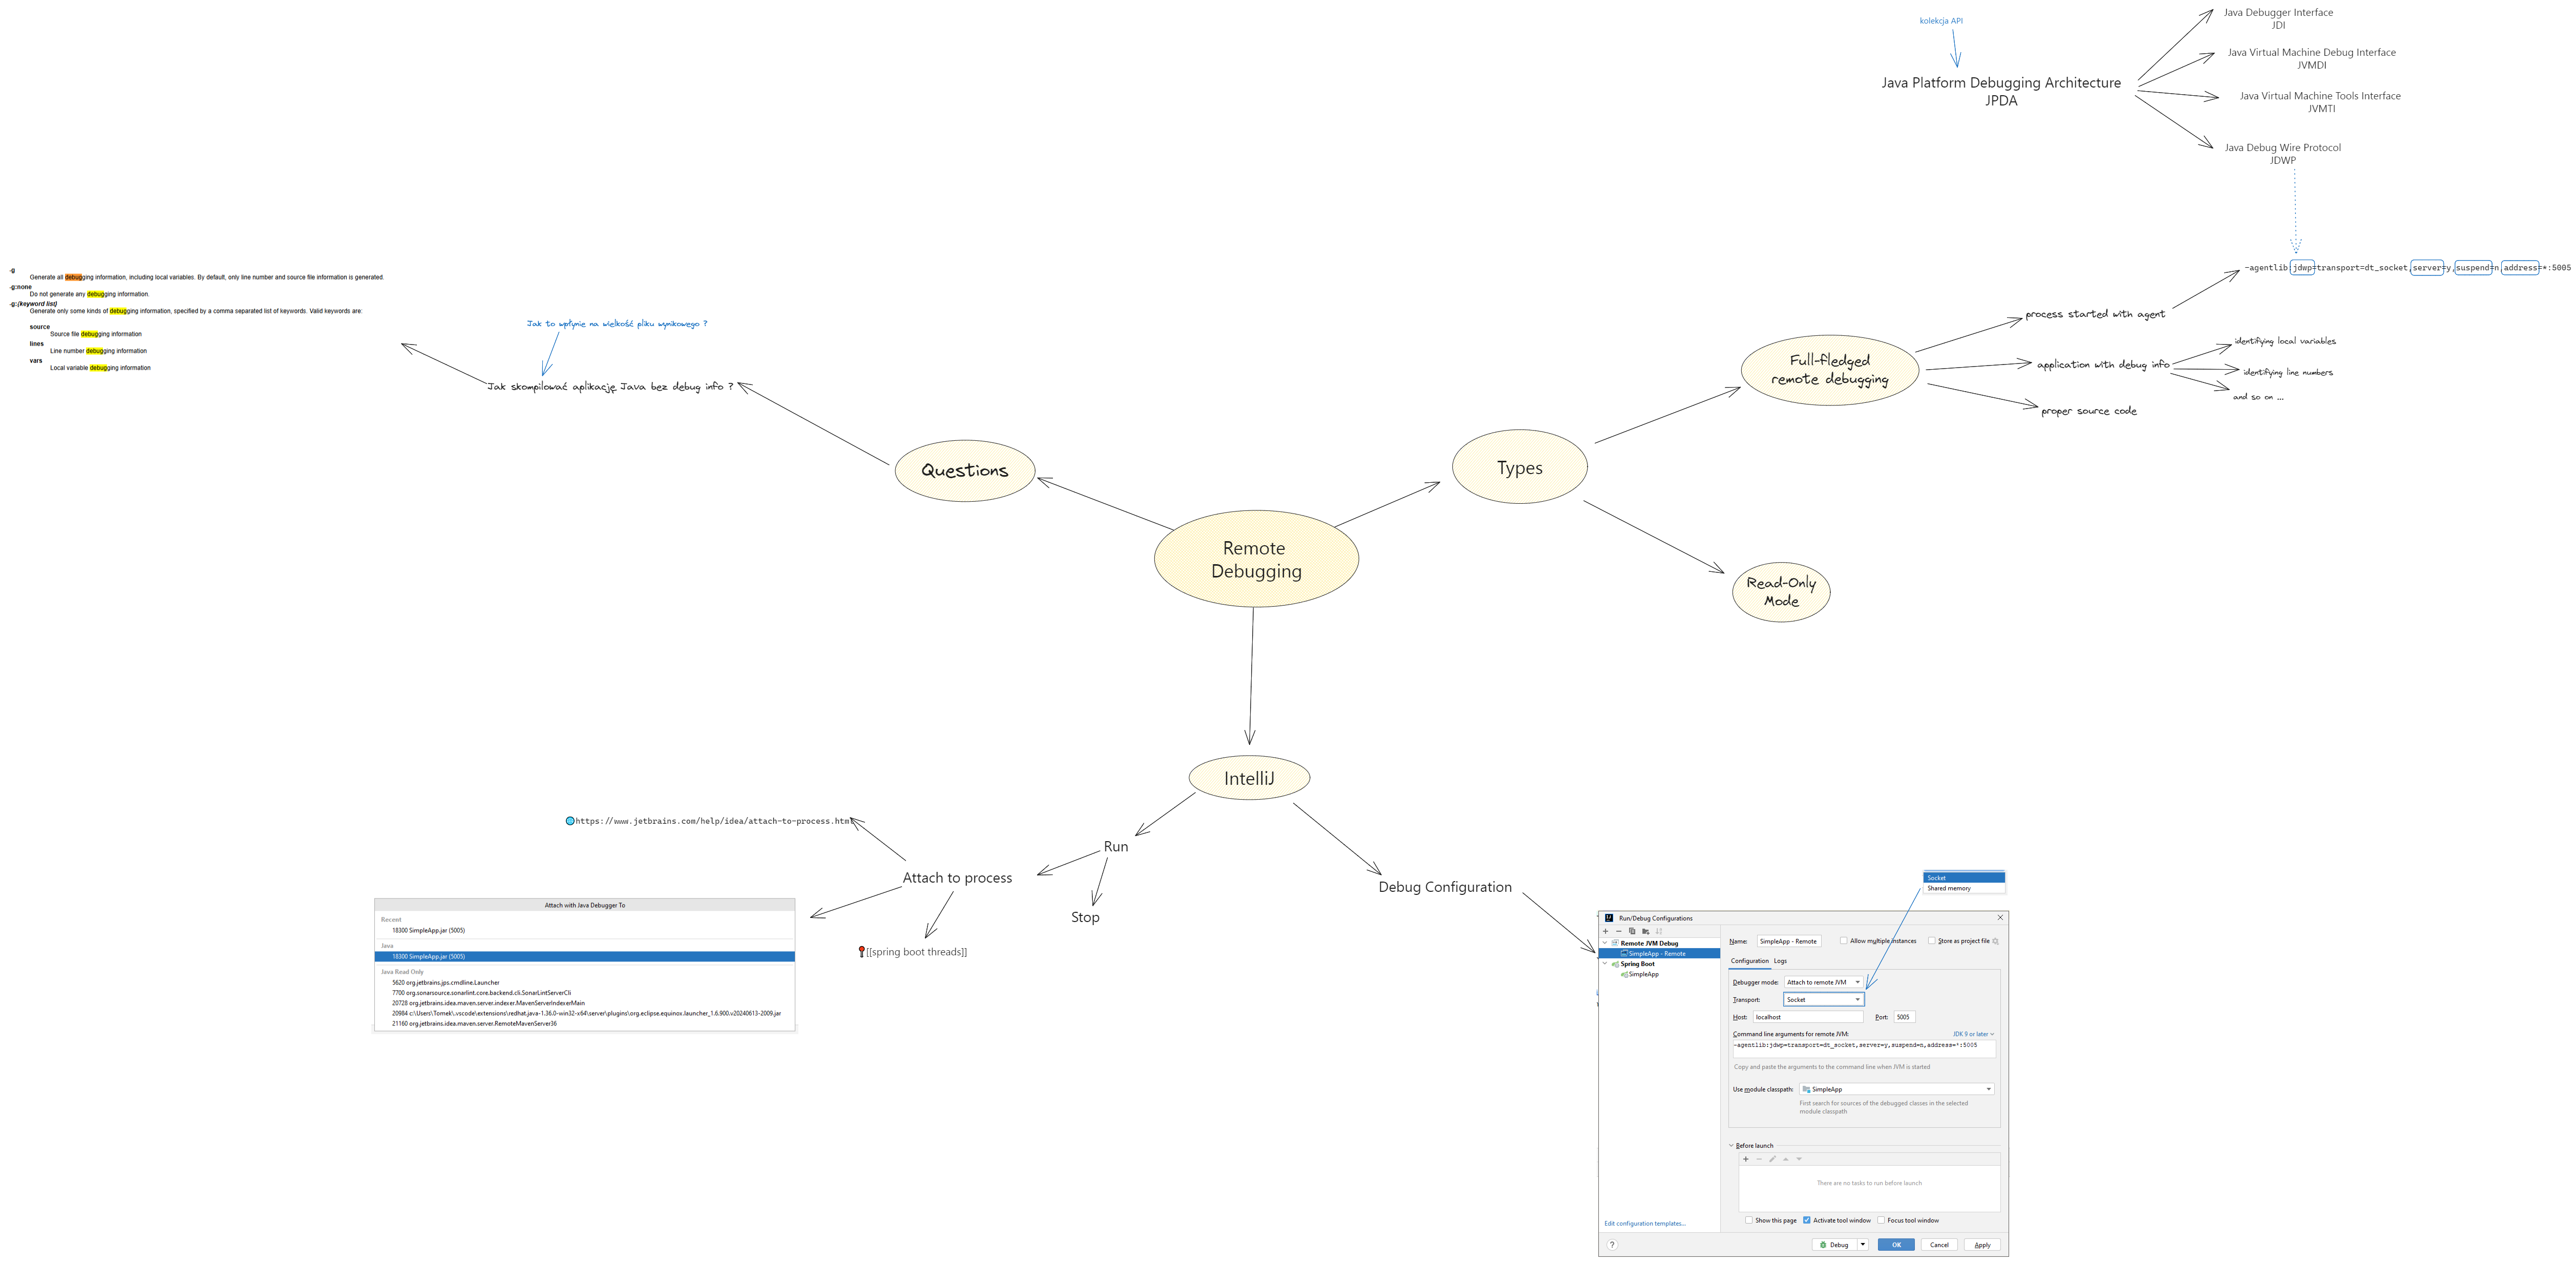 kolekcja API
Java Platform Debugging Architecture
JPDA
Java Debugger Interface
JDI
Java Virtual Machine Debug Interface
JVMDI
Java Virtual Machine Tools Interface
JVMTI
Java Debug Wire Protocol
JDWP
-agentlib:jdwp=transport=dt_socket,server=y,suspend=n,address=*:5005
-g
Generate all debugging information, including local variables. By default, only line number and source file information is generated.
-g:none
Do not generate any debugging information.
-g:{keyword list}
Generate only some kinds of debugging information, specified by a comma separated list of keywords. Valid keywords are:
source
Source file debugging information
lines
Line number debugging information
vars
Local variable debugging information
Jak to wpłynie na wielkość pliku wynikowego ?
Jak skompilować aplikację Java bez debug info ?
Questions
Types
Full-fledged
remote debugging
process started with agent
application with debug info
identifying local variables
identifying line numbers
and so on ...
proper source code
Remote
Debugging
Read-Only
Mode
IntelliJ
Run
Attach to process
Stop
https://www.jetbrains.com/help/idea/attach-to-process.html
[[spring boot threads]]
Attach with Java Debugger To
Recent
18300 SimpleApp.jar (5005)
Java
18300 SimpleApp.jar (5005)
Java Read Only
5620 org.jetbrains.jps.cmdline.Launcher
7700 org.sonarsource.sonarlint.core.backend.cli.SonarLintServerCli
20728 org.jetbrains.idea.maven.server.indexer.MavenServerIndexerMain
20984 c:\Users\Tomek\.vscode\extensions\redhat.java-1.36.0-win32-x64\server\plugins\org.eclipse.equinox.launcher_1.6.900.v20240613-2009.jar
21160 org.jetbrains.idea.maven.server.RemoteMavenServer36
Debug Configuration
Socket
Shared memory
Run/Debug Configurations
Remote JVM Debug
SimpleApp - Remote
Spring Boot
SimpleApp
Edit configuration templates...
Name: SimpleApp - Remote Allow multiple instances Store as project file
Configuration Logs
Debugger mode: Attach to remote JVM
Transport: Socket
Host: localhost Port: 5005
Command line arguments for remote JVM: JDK 9 or later
-agentlib:jdwp=transport=dt_socket,server=y,suspend=n,address=*:5005
Copy and paste the arguments to the command line when JVM is started
Use module classpath: SimpleApp
First search for sources of the debugged classes in the selected
module classpath
Before launch
There are no tasks to run before launch
Show this page Activate tool window Focus tool window
? Debug OK Cancel Apply